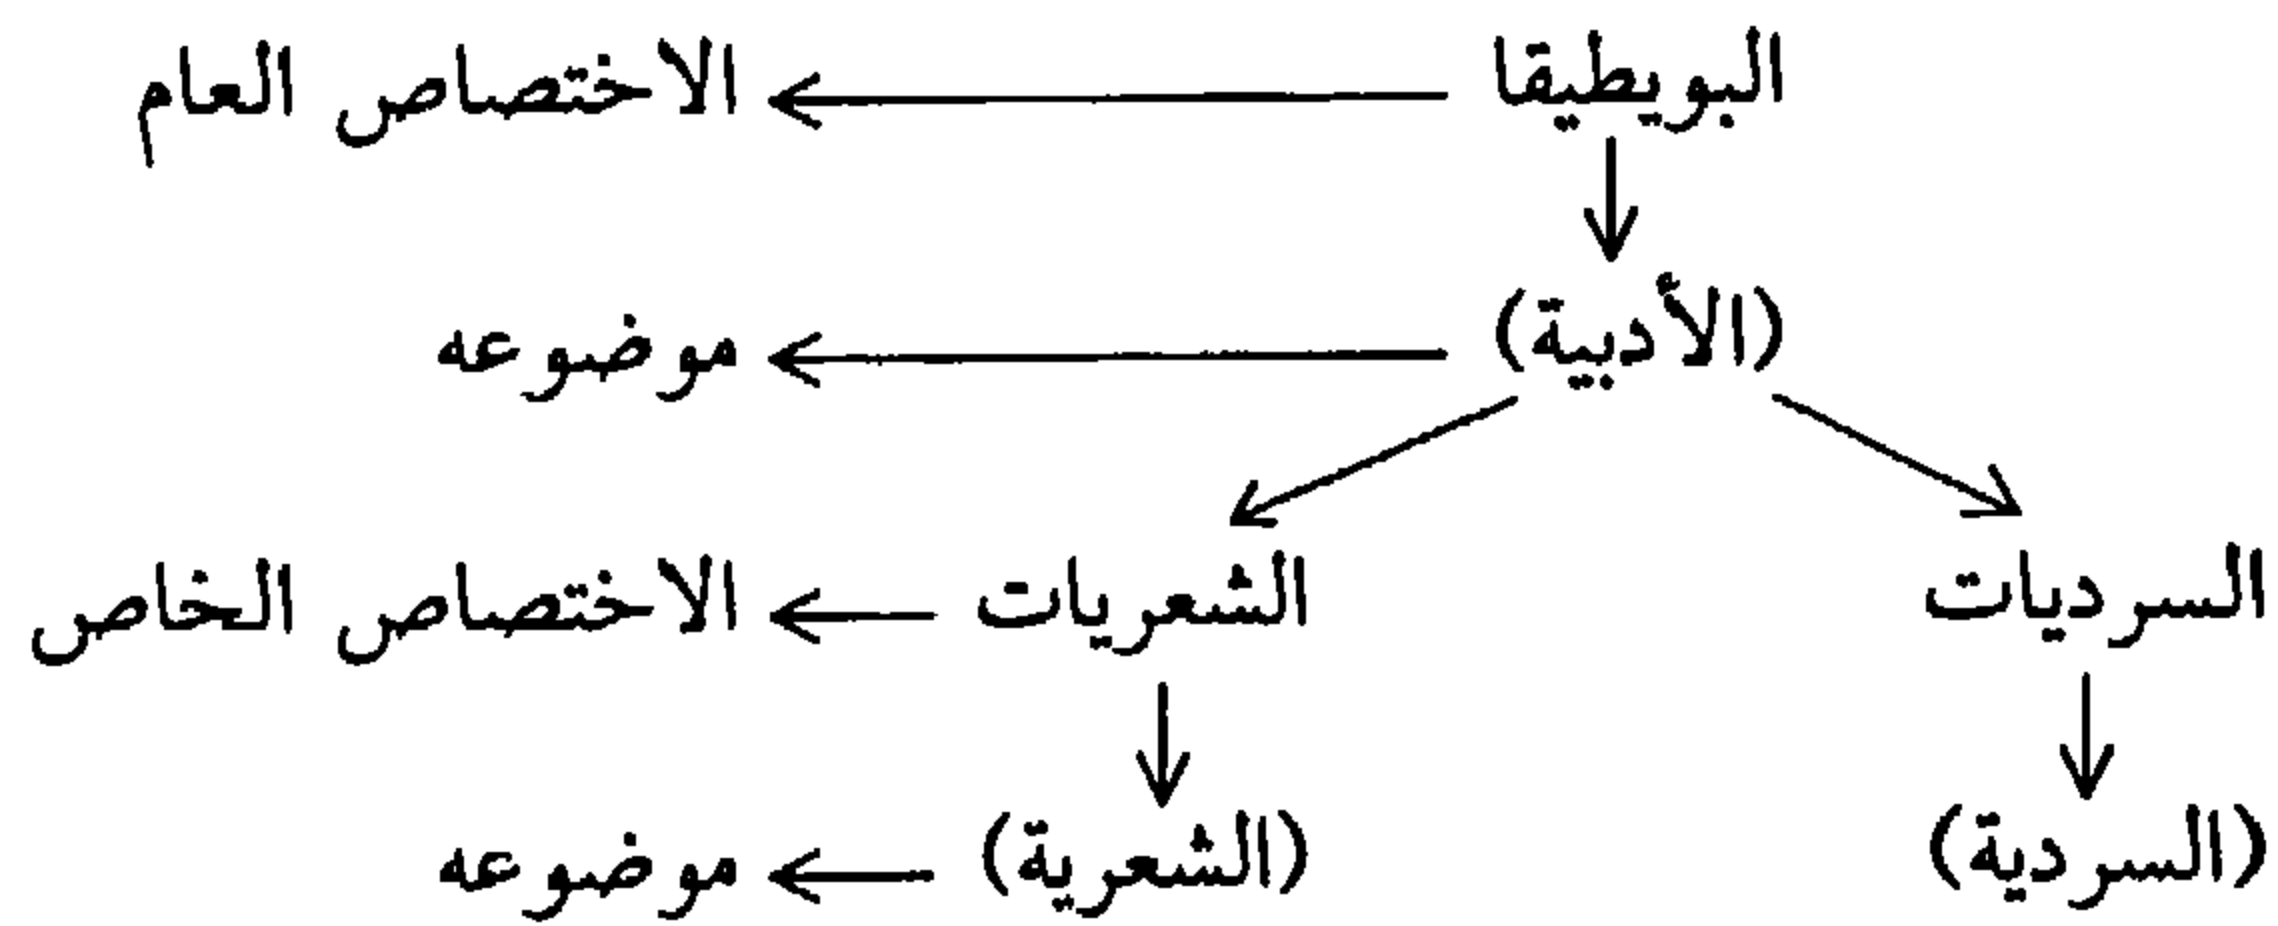 البويطيقا الاختصاص العام
(الأدبية) موضوعه
السرديات الشعريات الاختصاص الخاص
(السردية) (الشعرية) موضوعه